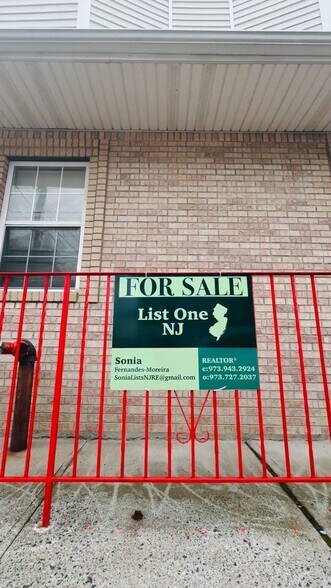 FOR SALE
List One
NJ
Sonia
Fernandes-Moreira
SoniaListsNJRE@gmail.com
REALTOR®
c:973.943.2924
o:973.727.2037